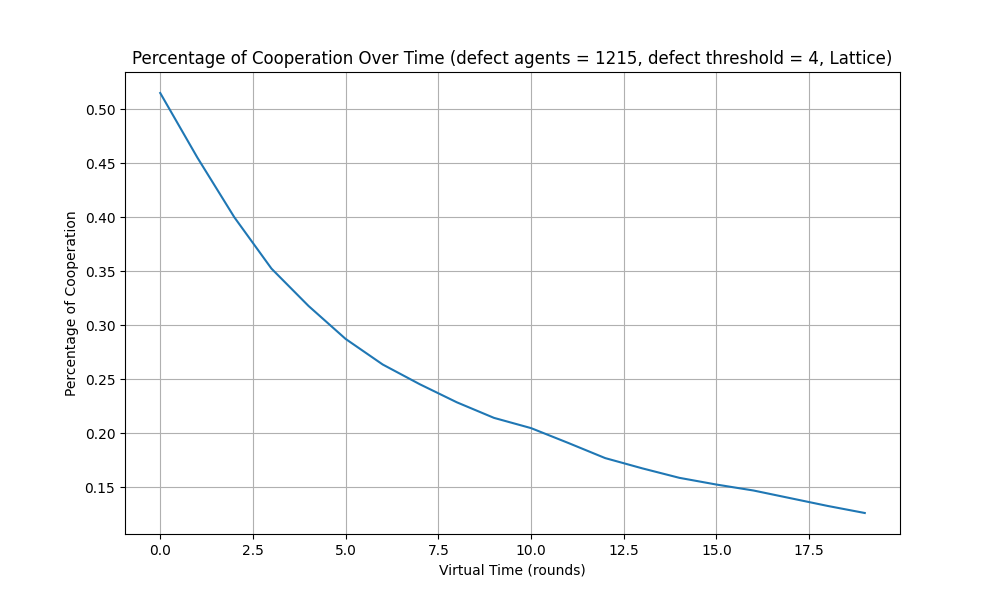 Percentage of Cooperation Over Time (defect agents = 1215, defect threshold = 4, Lattice)
Percentage of Cooperation
0.50
0.45
0.40
0.35
0.30
0.25
0.20
0.15
0.0 2.5 5.0 7.5 10.0 12.5 15.0 17.5
Virtual Time (rounds)